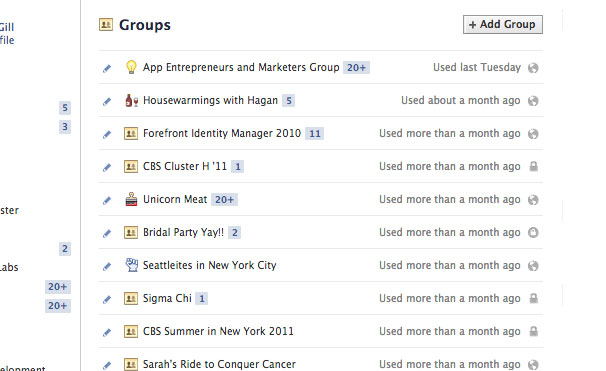 Gill
file
5
3
ster
2
Labs
20+
20+
elopment
Groups
+ Add Group
App Entrepreneurs and Marketers Group 20+ Used last Tuesday
Housewarmings with Hagan 5 Used about a month ago
Forefront Identity Manager 2010 11 Used more than a month ago
CBS Cluster H '11 1 Used more than a month ago
Unicorn Meat 20+ Used more than a month ago
Bridal Party Yay!! 2 Used more than a month ago
Seattleites in New York City Used more than a month ago
Sigma Chi 1 Used more than a month ago
CBS Summer in New York 2011 Used more than a month ago
Sarah's Ride to Conquer Cancer Used more than a month ago